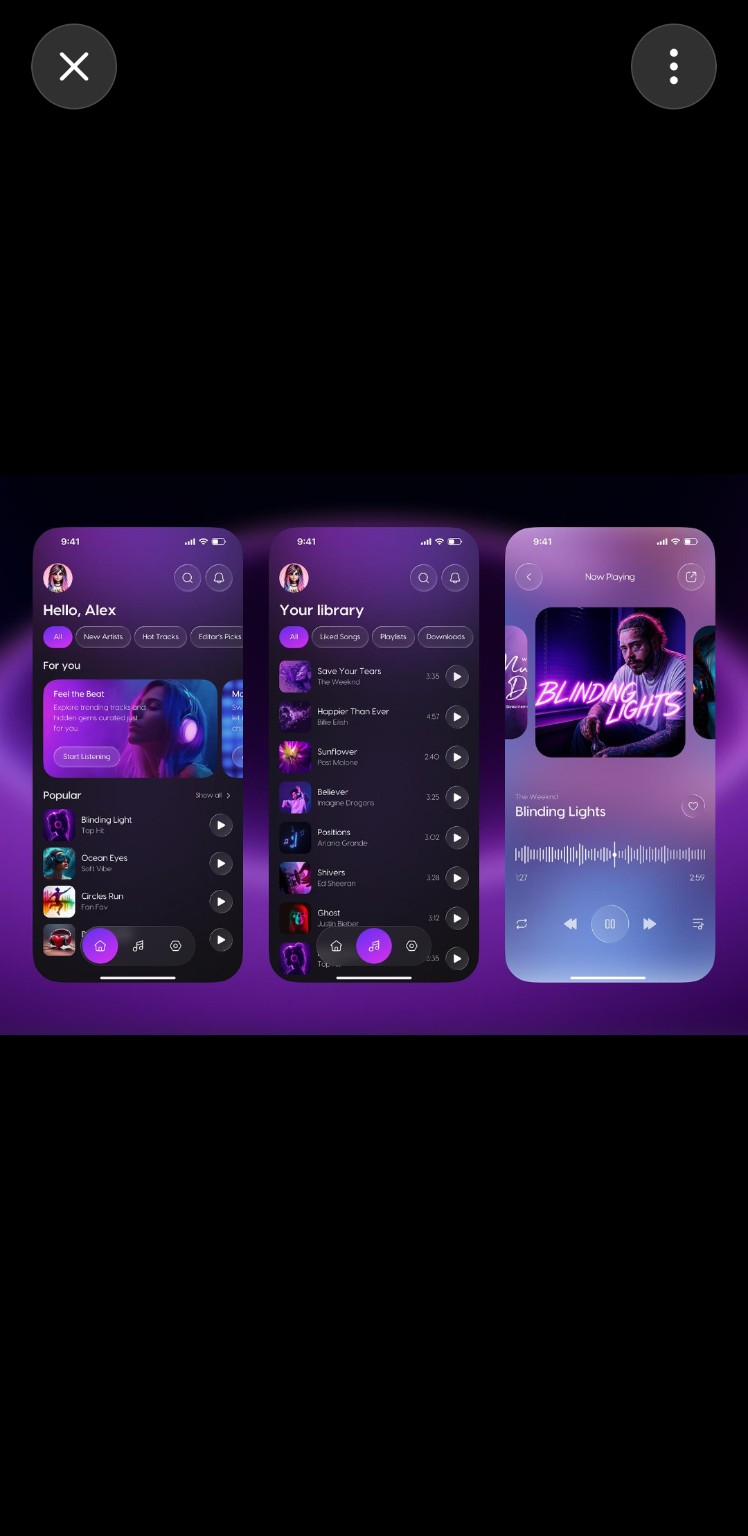 9:41
Hello, Alex
All
New Artists
Hot Tracks
Editor's Picks
For you
Feel the Beat
Explore trending tracks and
hidden gems curated just
for you.
Start Listening
Popular
Show all
Blinding Light
Top Hit
Ocean Eyes
Soft Vibe
Circles Run
Fan Fav
9:41
Your library
All
Liked Songs
Playlists
Downloads
Save Your Tears
The Weeknd
3:35
Happier Than Ever
Billie Eilish
4:57
Sunflower
Post Malone
2:40
Believer
Imagine Dragons
3:25
Positions
Ariana Grande
3:02
Shivers
Ed Sheeran
3:28
Ghost
Justin Bieber
3:12
9:41
Now Playing
BLINDING
LIGHTS
The Weeknd
Blinding Lights
1:27
2:59